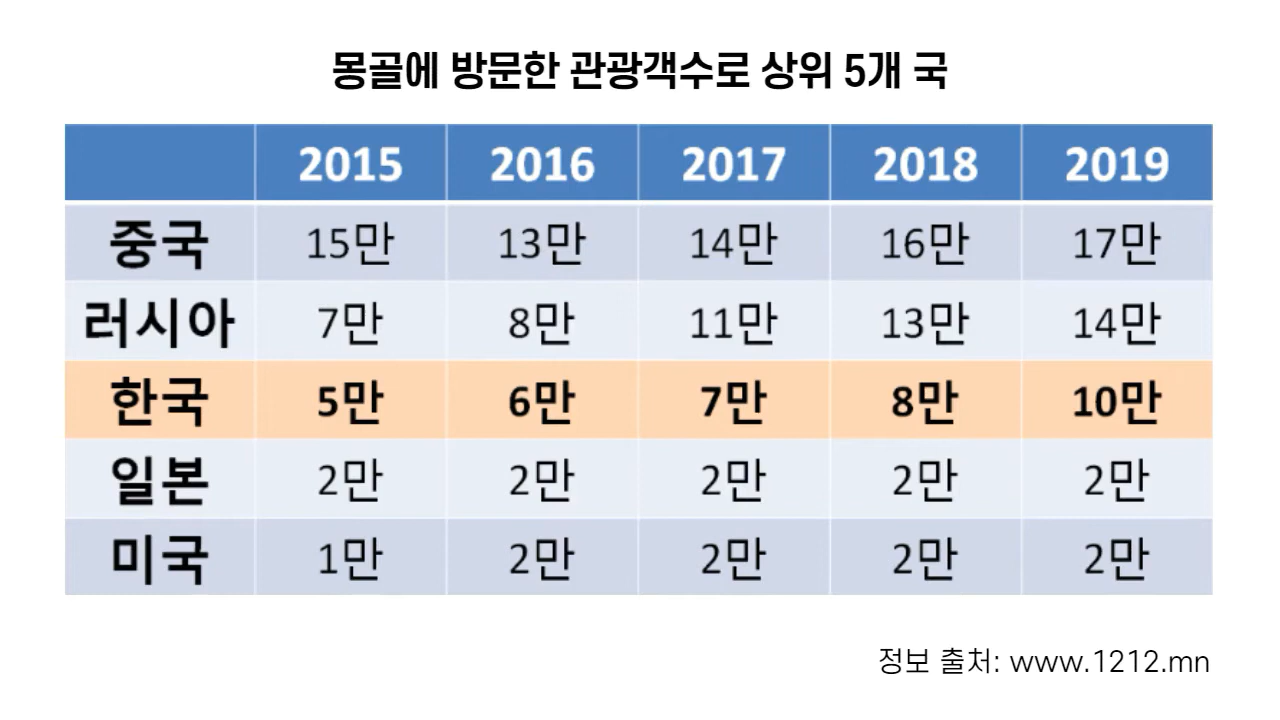 몽골에 방문한 관광객수로 상위 5개 국
2015 2016 2017 2018 2019
중국 15만 13만 14만 16만 17만
러시아 7만 8만 11만 13만 14만
한국 5만 6만 7만 8만 10만
일본 2만 2만 2만 2만 2만
미국 1만 2만 2만 2만 2만
정보 출처: www.1212.mn